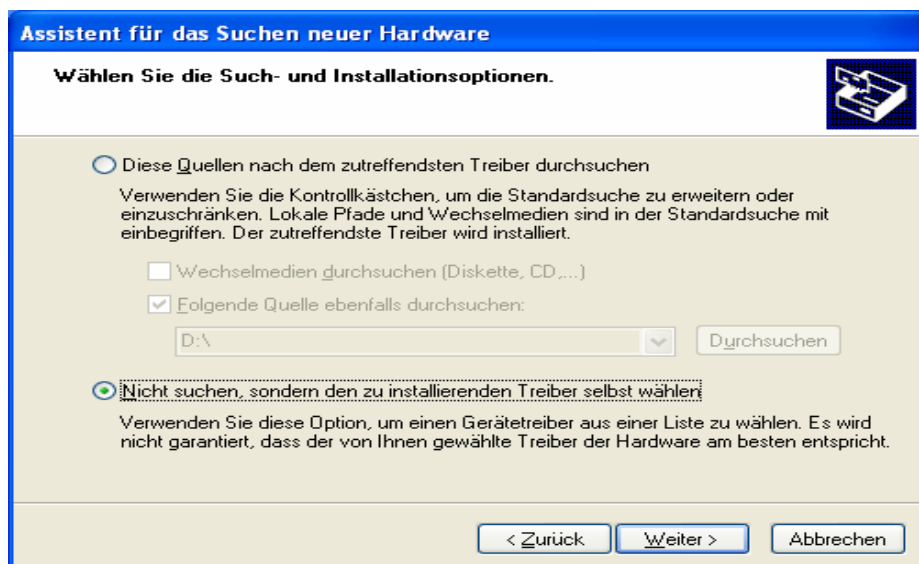 Assistent für das Suchen neuer Hardware
Wählen Sie die Such- und Installationsoptionen.
Diese Quellen nach dem zutreffendsten Treiber durchsuchen
Verwenden Sie die Kontrollkästchen, um die Standardsuche zu erweitern oder
einzuschränken. Lokale Pfade und Wechselmedien sind in der Standardsuche mit
einbegriffen. Der zutreffendste Treiber wird installiert.
Wechselmedien durchsuchen (Diskette, CD,...)
Folgende Quelle ebenfalls durchsuchen:
D:\ Durchsuchen
Nicht suchen, sondern den zu installierenden Treiber selbst wählen
Verwenden Sie diese Option, um einen Gerätetreiber aus einer Liste zu wählen. Es wird
nicht garantiert, dass der von Ihnen gewählte Treiber der Hardware am besten entspricht.
< Zurück Weiter > Abbrechen